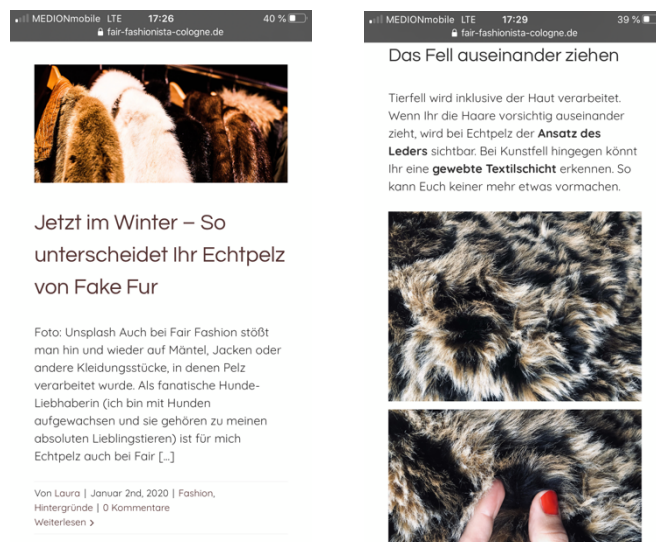 MEDIONmobile LTE 17:26 40 %
fair-fashionista-cologne.de
Jetzt im Winter – So
unterscheidet Ihr Echtpelz
von Fake Fur
Foto: Unsplash Auch bei Fair Fashion stößt
man hin und wieder auf Mäntel, Jacken oder
andere Kleidungsstücke, in denen Pelz
verarbeitet wurde. Als fanatische Hunde-
Liebhaberin (ich bin mit Hunden
aufgewachsen und sie gehören zu meinen
absoluten Lieblingstieren) ist für mich
Echtpelz auch bei Fair [...]
Von Laura | Januar 2nd, 2020 | Fashion,
Hintergründe | 0 Kommentare
Weiterlesen >
MEDIONmobile LTE 17:29 39 %
fair-fashionista-cologne.de
Das Fell auseinander ziehen
Tierfell wird inklusive der Haut verarbeitet.
Wenn Ihr die Haare vorsichtig auseinander
zieht, wird bei Echtpelz der Ansatz des
Leders sichtbar. Bei Kunstfell hingegen könnt
Ihr eine gewebte Textilschicht erkennen. So
kann Euch keiner mehr etwas vormachen.